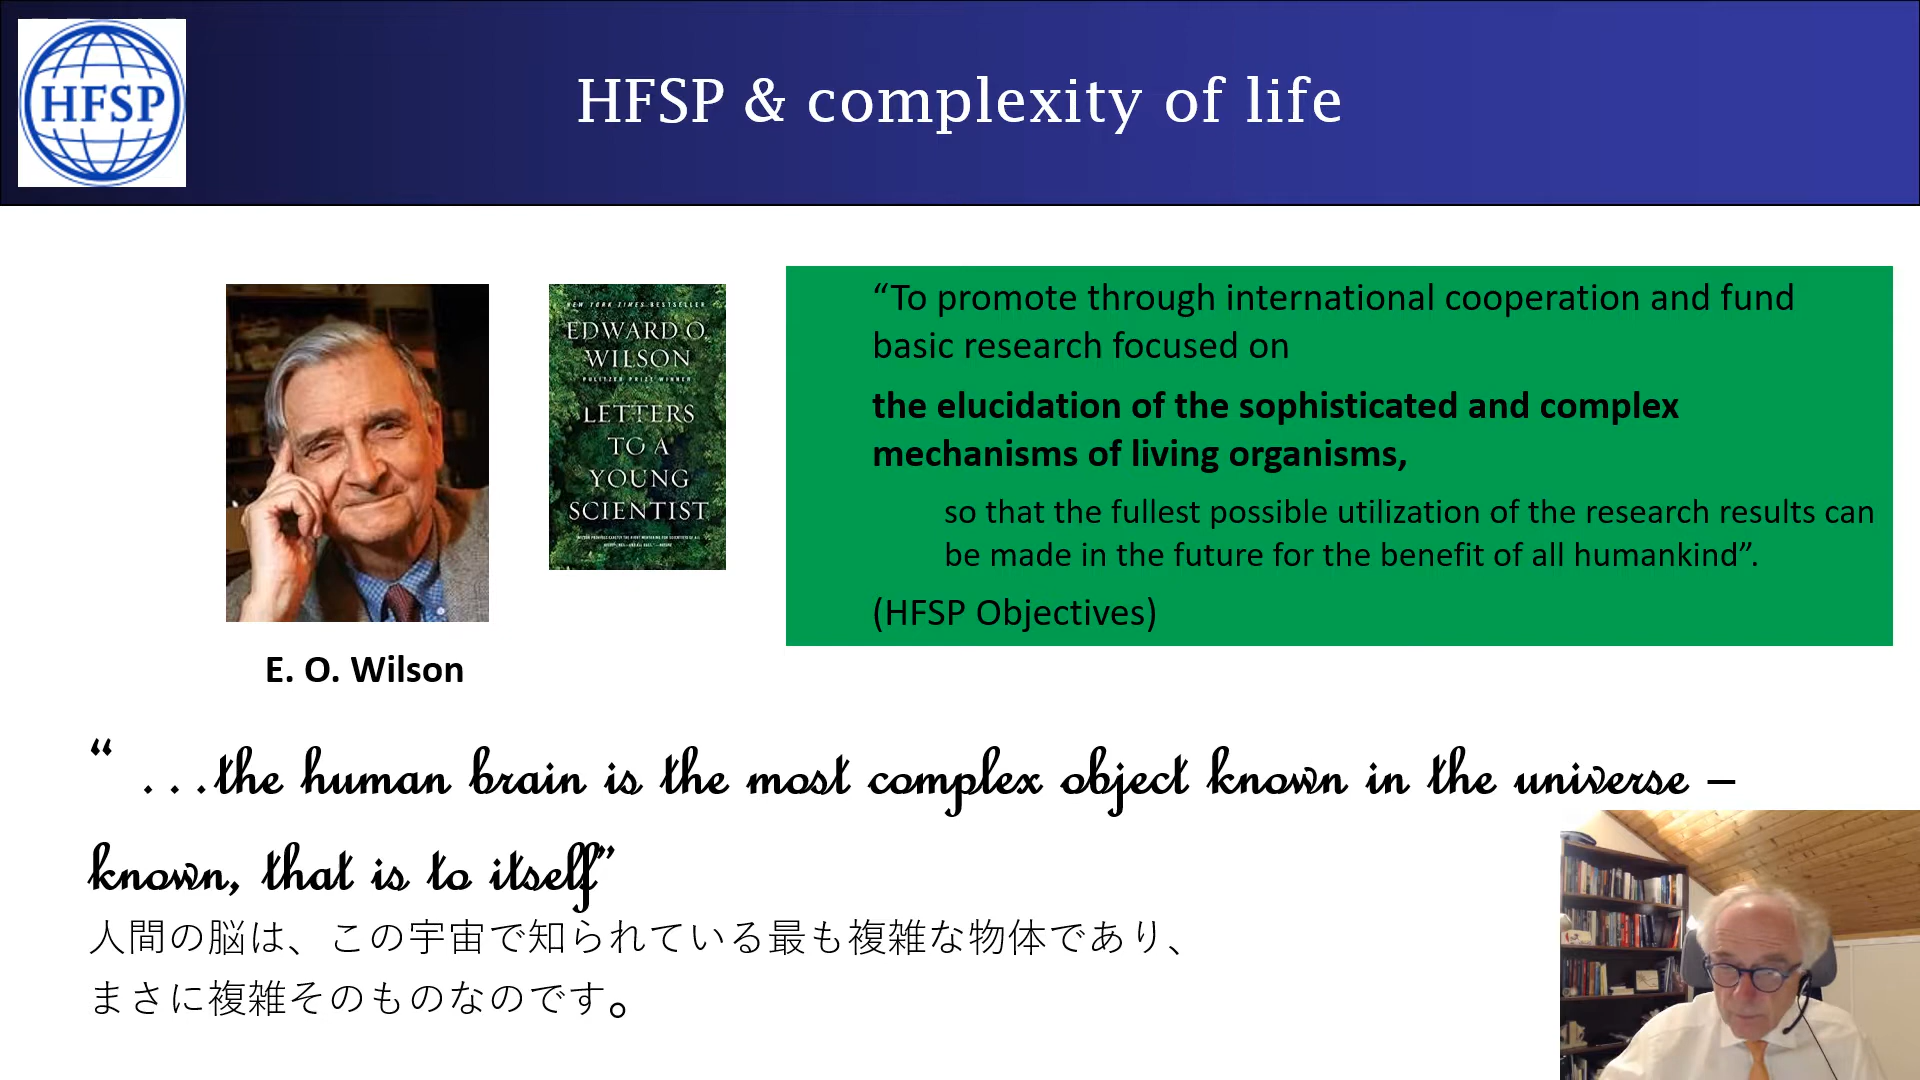 HFSP
HFSP & complexity of life
NEW YORK TIMES BESTSELLER
EDWARD O.
WILSON
PULITZER PRIZE WINNER
LETTERS
TO A
YOUNG
SCIENTIST
“To promote through international cooperation and fund
basic research focused on
the elucidation of the sophisticated and complex
mechanisms of living organisms,
so that the fullest possible utilization of the research results can
be made in the future for the benefit of all humankind”.
(HFSP Objectives)
E. O. Wilson
“ ...the human brain is the most complex object known in the universe –
known, that is to itself”
人間の脳は、この宇宙で知られている最も複雑な物体であり、
まさに複雑そのものなのです。